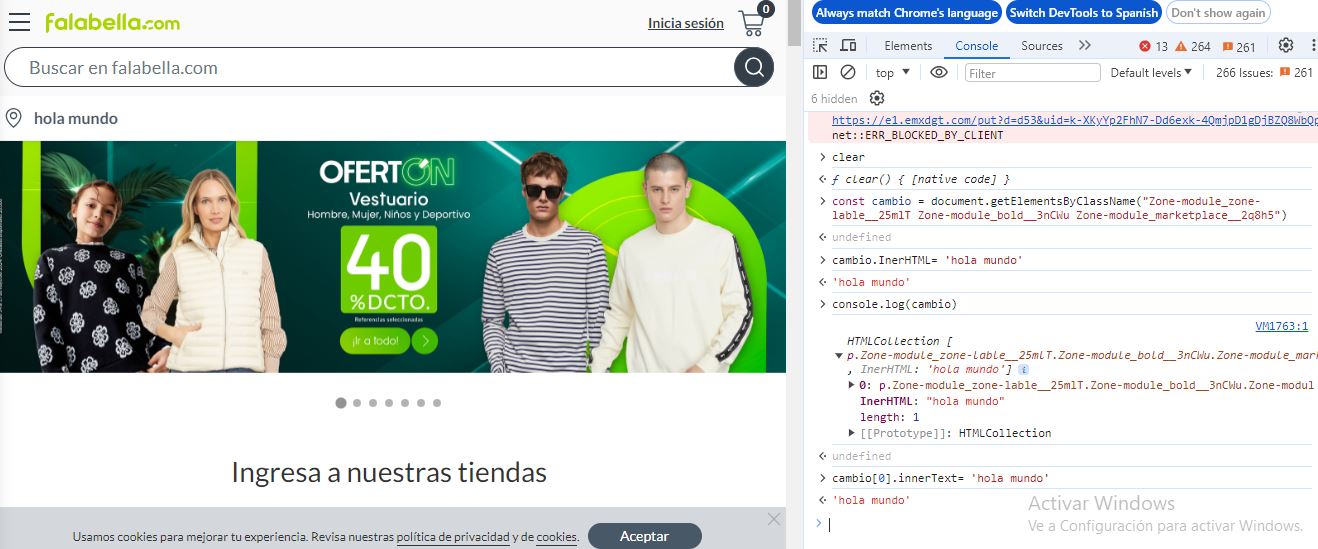 falabella.com
Inicia sesión
0
Buscar en falabella.com
hola mundo
OFERTÓN
Vestuario
Hombre, Mujer, Niños y Deportivo
40
%DCTO.
Referencias seleccionadas
¡Ir a todo!
Ingresa a nuestras tiendas
Usamos cookies para mejorar tu experiencia. Revisa nuestras política de privacidad y de cookies.
Aceptar
Always match Chrome's language
Switch DevTools to Spanish
Don't show again
Elements
Console
Sources
13
264
261
top
Filter
Default levels
266 Issues:
261
6 hidden
https://e1.emxdgt.com/put?d=d53&uid=k-XKyYp2FhN7-Dd6exk-4QmjpD1gDjBZQ8WbQp
net::ERR_BLOCKED_BY_CLIENT
clear
ƒ clear() { [native code] }
const cambio = document.getElementsByClassName("Zone-module_zone-
lable__25mlT Zone-module_bold__3nCWu Zone-module_marketplace__2q8h5")
undefined
cambio.InerHTML= 'hola mundo'
'hola mundo'
console.log(cambio)
VM1763:1
HTMLCollection [
p.Zone-module_zone-lable__25mlT.Zone-module_bold__3nCWu.Zone-module_mar
, InerHTML: 'hola mundo']
0: p.Zone-module_zone-lable__25mlT.Zone-module_bold__3nCWu.Zone-modul
InerHTML: "hola mundo"
length: 1
[[Prototype]]: HTMLCollection
undefined
cambio[0].innerText= 'hola mundo'
'hola mundo'
Activar Windows
Ve a Configuración para activar Windows.